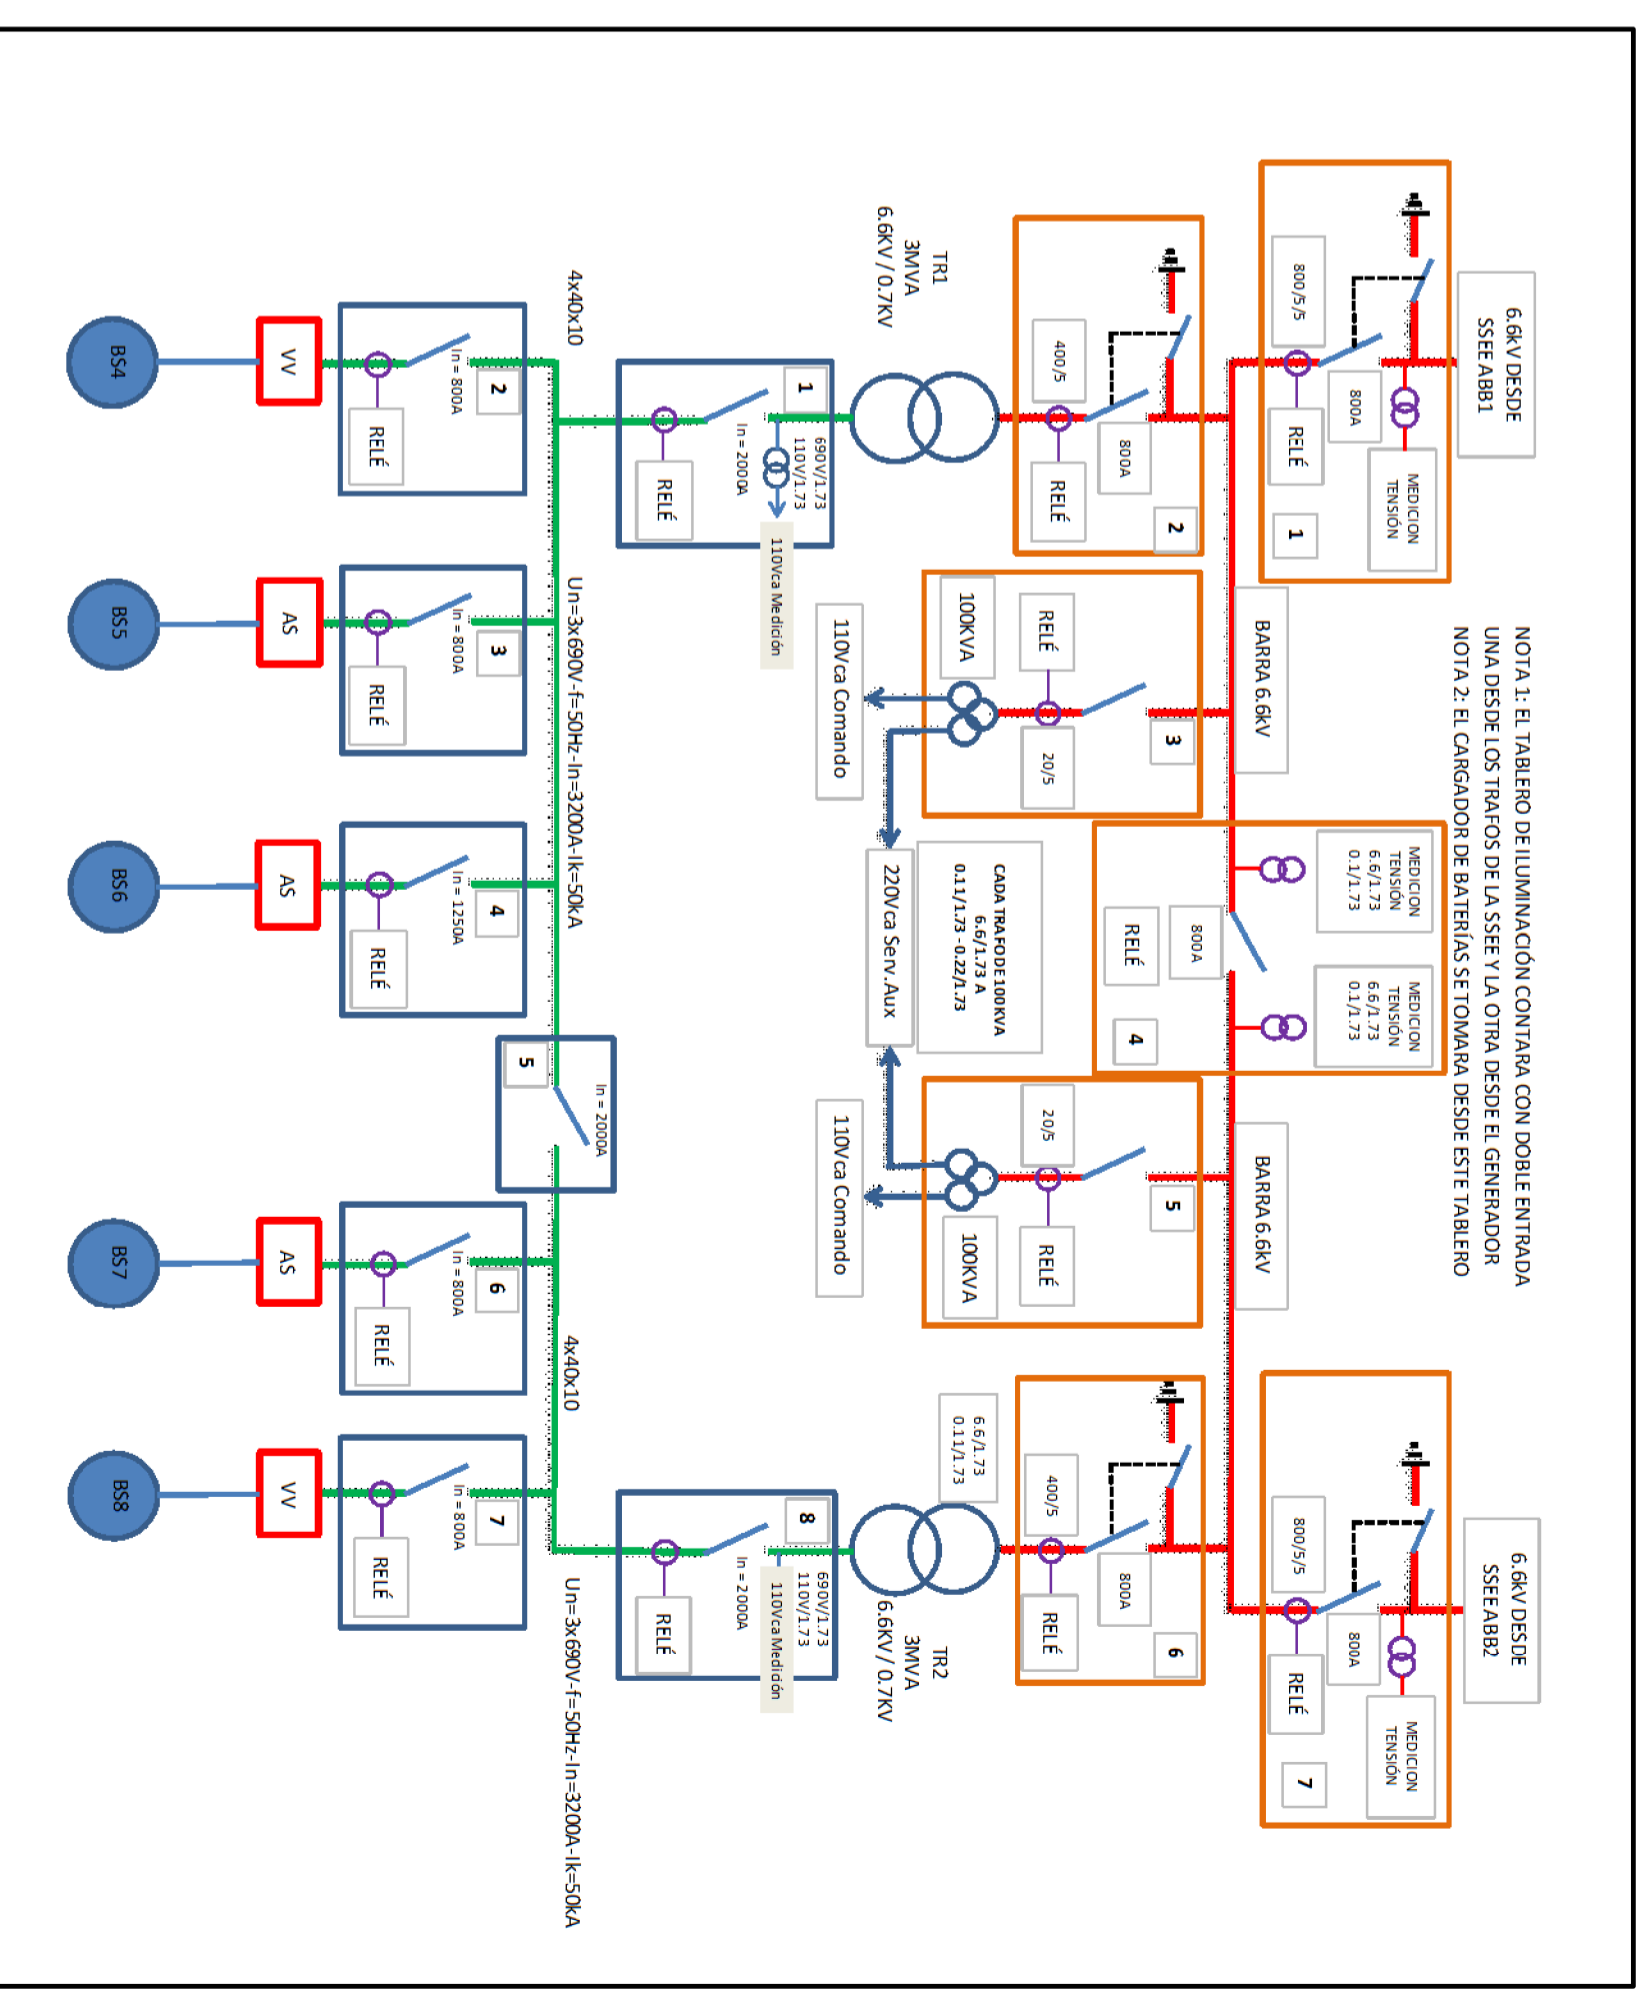 NOTA 1: EL TABLERO DE ILUMINACIÓN CONTARA CON DOBLE ENTRADA
UNA DESDE LOS TRAFOS DE LA SSEE Y LA OTRA DESDE EL GENERADOR
NOTA 2: EL CARGADOR DE BATERÍAS SE TOMARA DESDE ESTE TABLERO
6.6kV DESDE
SSEE ABB1
6.6kV DESDE
SSEE ABB2
MEDICION
TENSIÓN
800A
800/5/5
RELÉ
1
MEDICION
TENSIÓN
6.6/1.73
0.1/1.73
MEDICION
TENSIÓN
6.6/1.73
0.1/1.73
800A
RELÉ
4
MEDICION
TENSIÓN
800A
800/5/5
RELÉ
7
BARRA 6.6kV
BARRA 6.6kV
2
800A
400/5
RELÉ
3
RELÉ
20/5
100KVA
5
20/5
RELÉ
100KVA
6
800A
400/5
RELÉ
6.6/1.73
0.11/1.73
CADA TRAFO DE 100KVA
6.6/1.73 A
0.11/1.73 - 0.22/1.73
220Vca Serv.Aux
110Vca Comando
110Vca Comando
TR1
3MVA
6.6KV / 0.7KV
TR2
3MVA
6.6KV / 0.7KV
1
690V/1.73
110V/1.73
110Vca Medición
In = 2000A
RELÉ
8
690V/1.73
110V/1.73
110Vca Medición
In = 2000A
RELÉ
4x40x10
Un=3x690V-f=50Hz-In=3200A-Ik=50kA
In = 2000A
5
4x40x10
Un=3x690V-f=50Hz-In=3200A-Ik=50kA
2
In = 800A
RELÉ
3
In = 800A
RELÉ
4
In = 1250A
RELÉ
6
In = 800A
RELÉ
7
In = 800A
RELÉ
VV
AS
AS
AS
VV
BS4
BS5
BS6
BS7
BS8